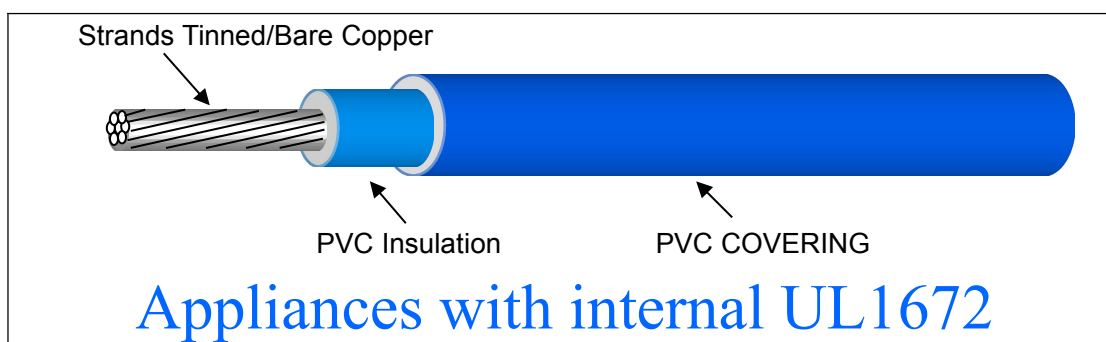 Strands Tinned/Bare Copper
PVC Insulation
PVC COVERING
Appliances with internal UL1672